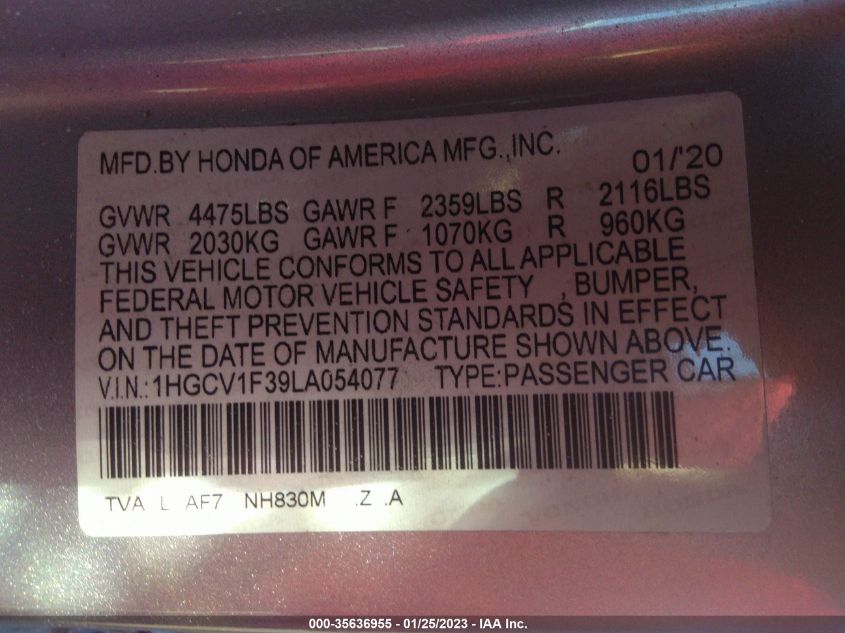 MFD.BY HONDA OF AMERICA MFG.,INC. 01/'20
GVWR 4475LBS GAWR F 2359LBS R 2116LBS
GVWR 2030KG GAWR F 1070KG R 960KG
THIS VEHICLE CONFORMS TO ALL APPLICABLE
FEDERAL MOTOR VEHICLE SAFETY , BUMPER,
AND THEFT PREVENTION STANDARDS IN EFFECT
ON THE DATE OF MANUFACTURE SHOWN ABOVE.
V.I.N.:1HGCV1F39LA054077 TYPE:PASSENGER CAR
TVA L AF7 NH830M .Z .A
000-35636955 - 01/25/2023 - IAA Inc.